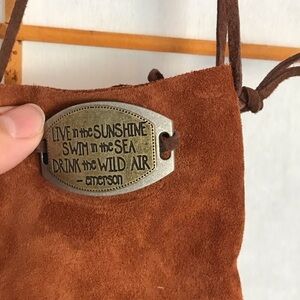 LIVE in the SUNSHINE
SWIM in the SEA
DRINK the WILD AIR
- emerson